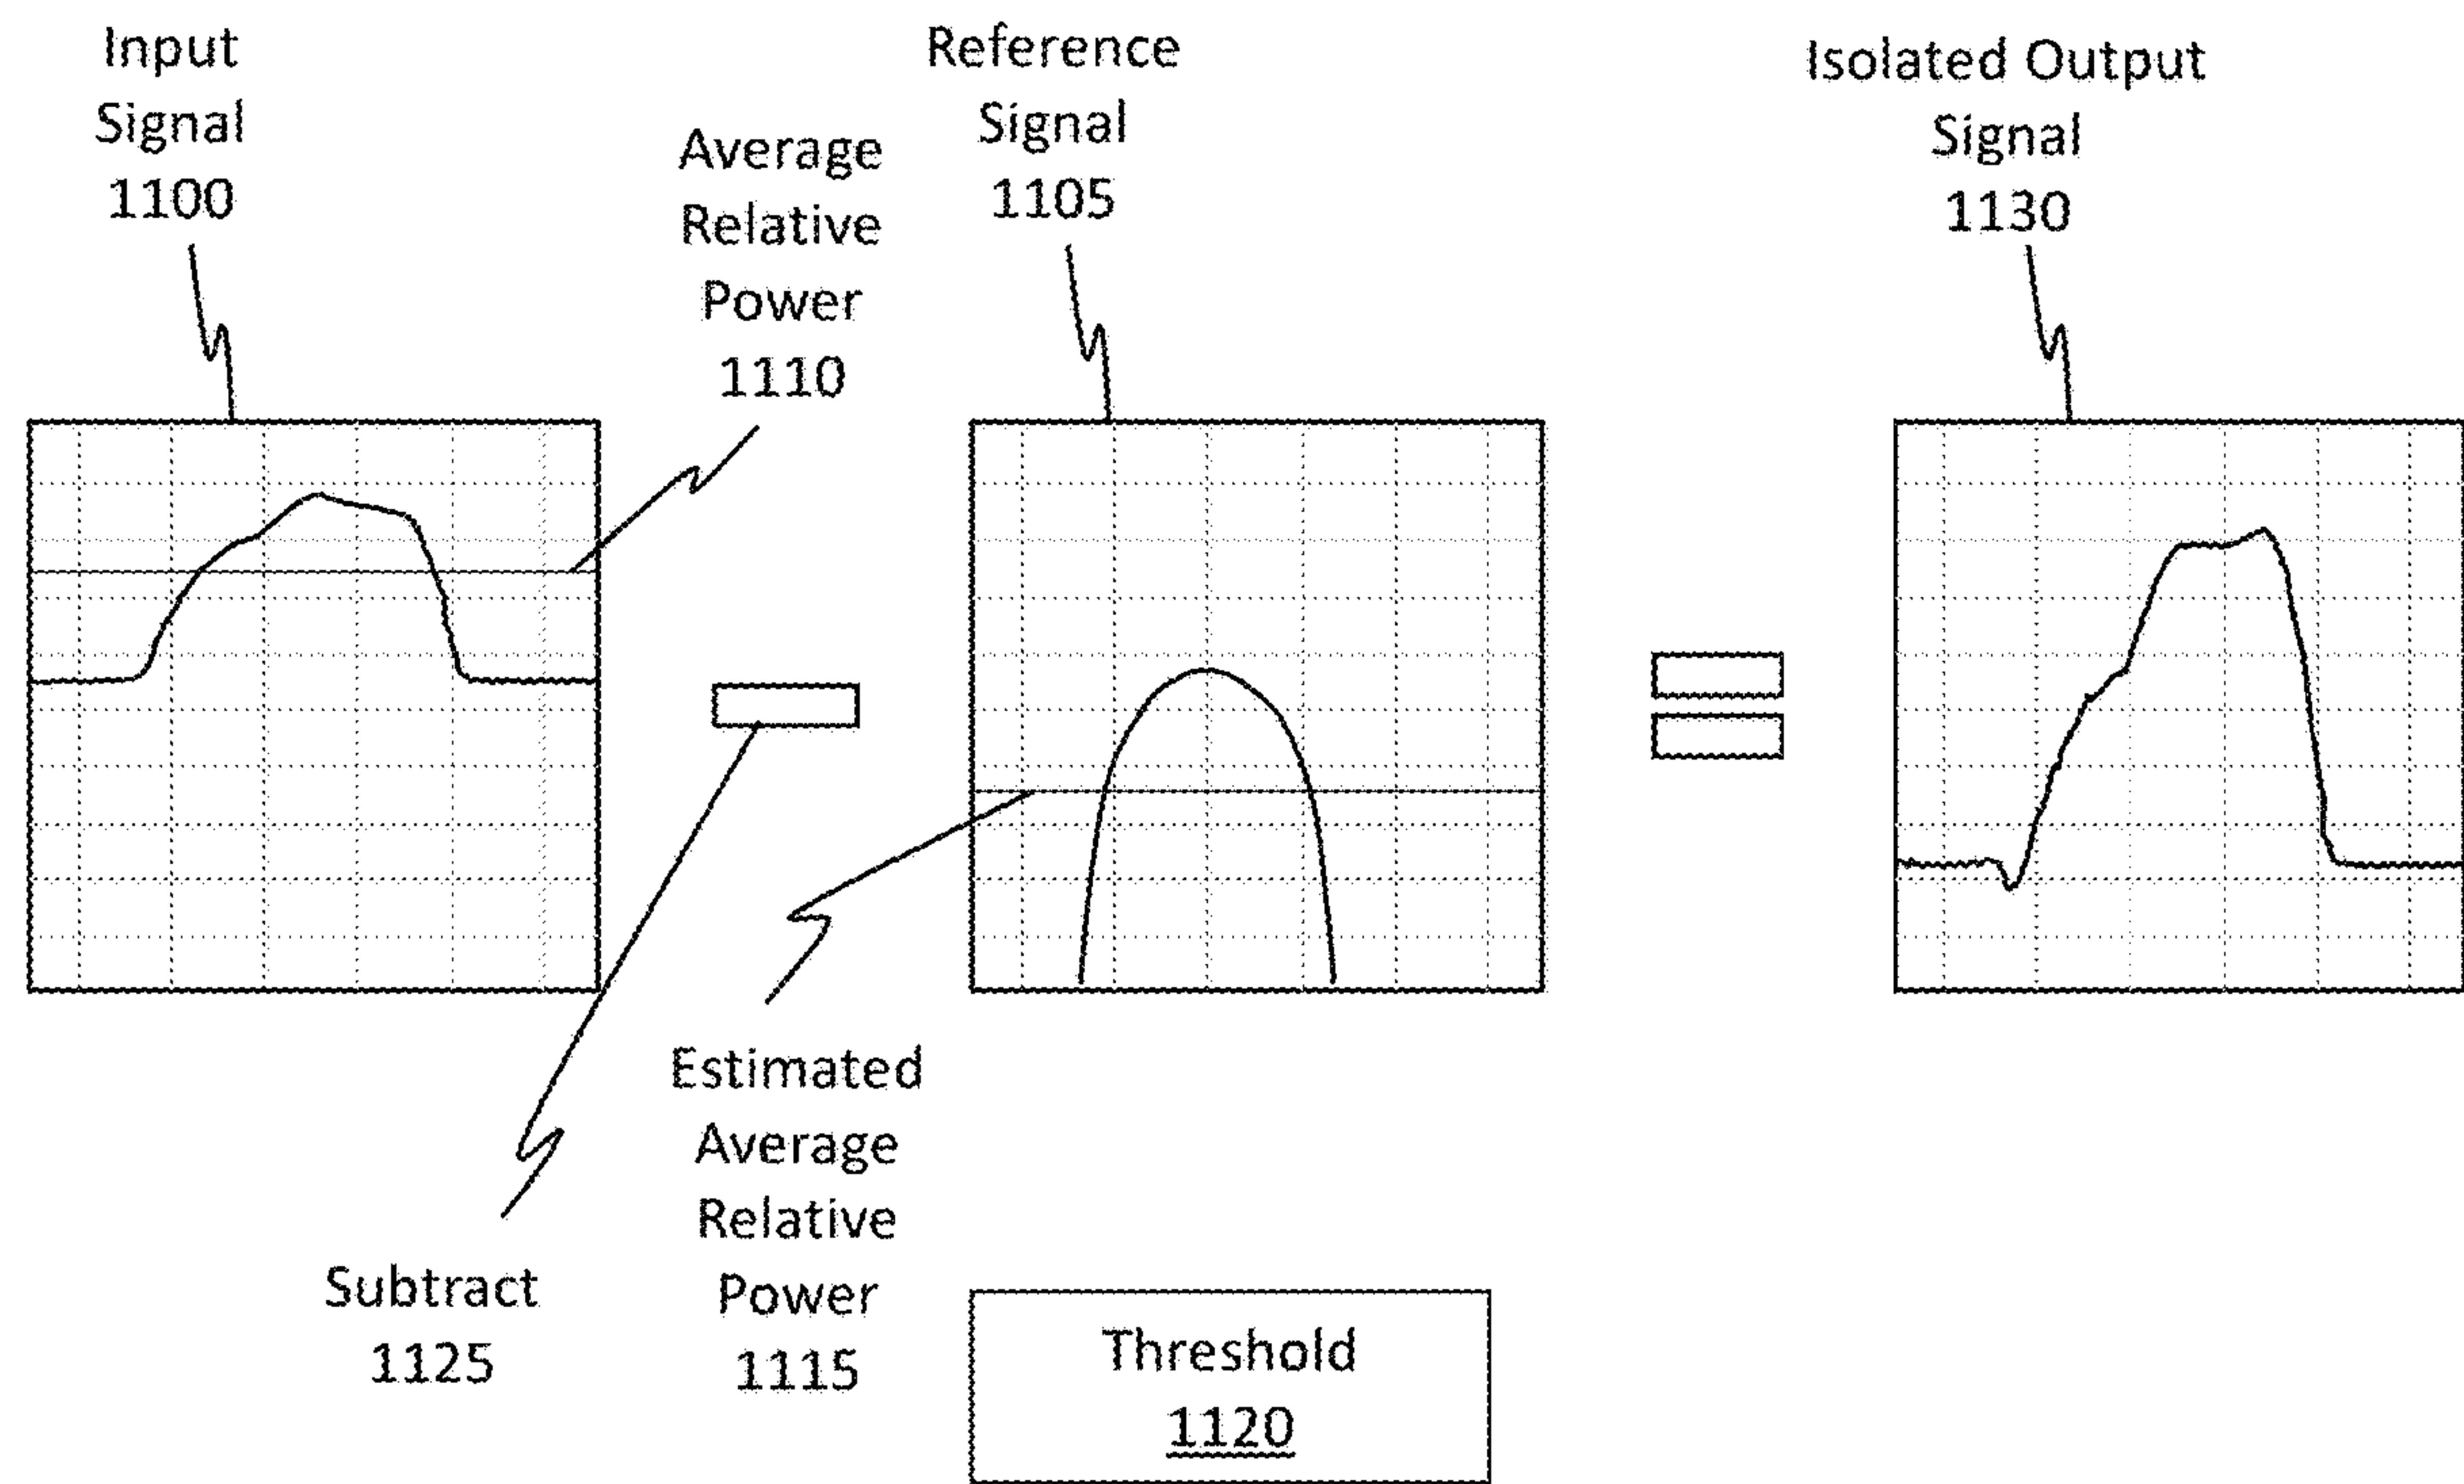 Input
Signal
1100
Average
Relative
Power
1110
Reference
Signal
1105
Isolated Output
Signal
1130
Subtract
1125
Estimated
Average
Relative
Power
1115
Threshold
1120